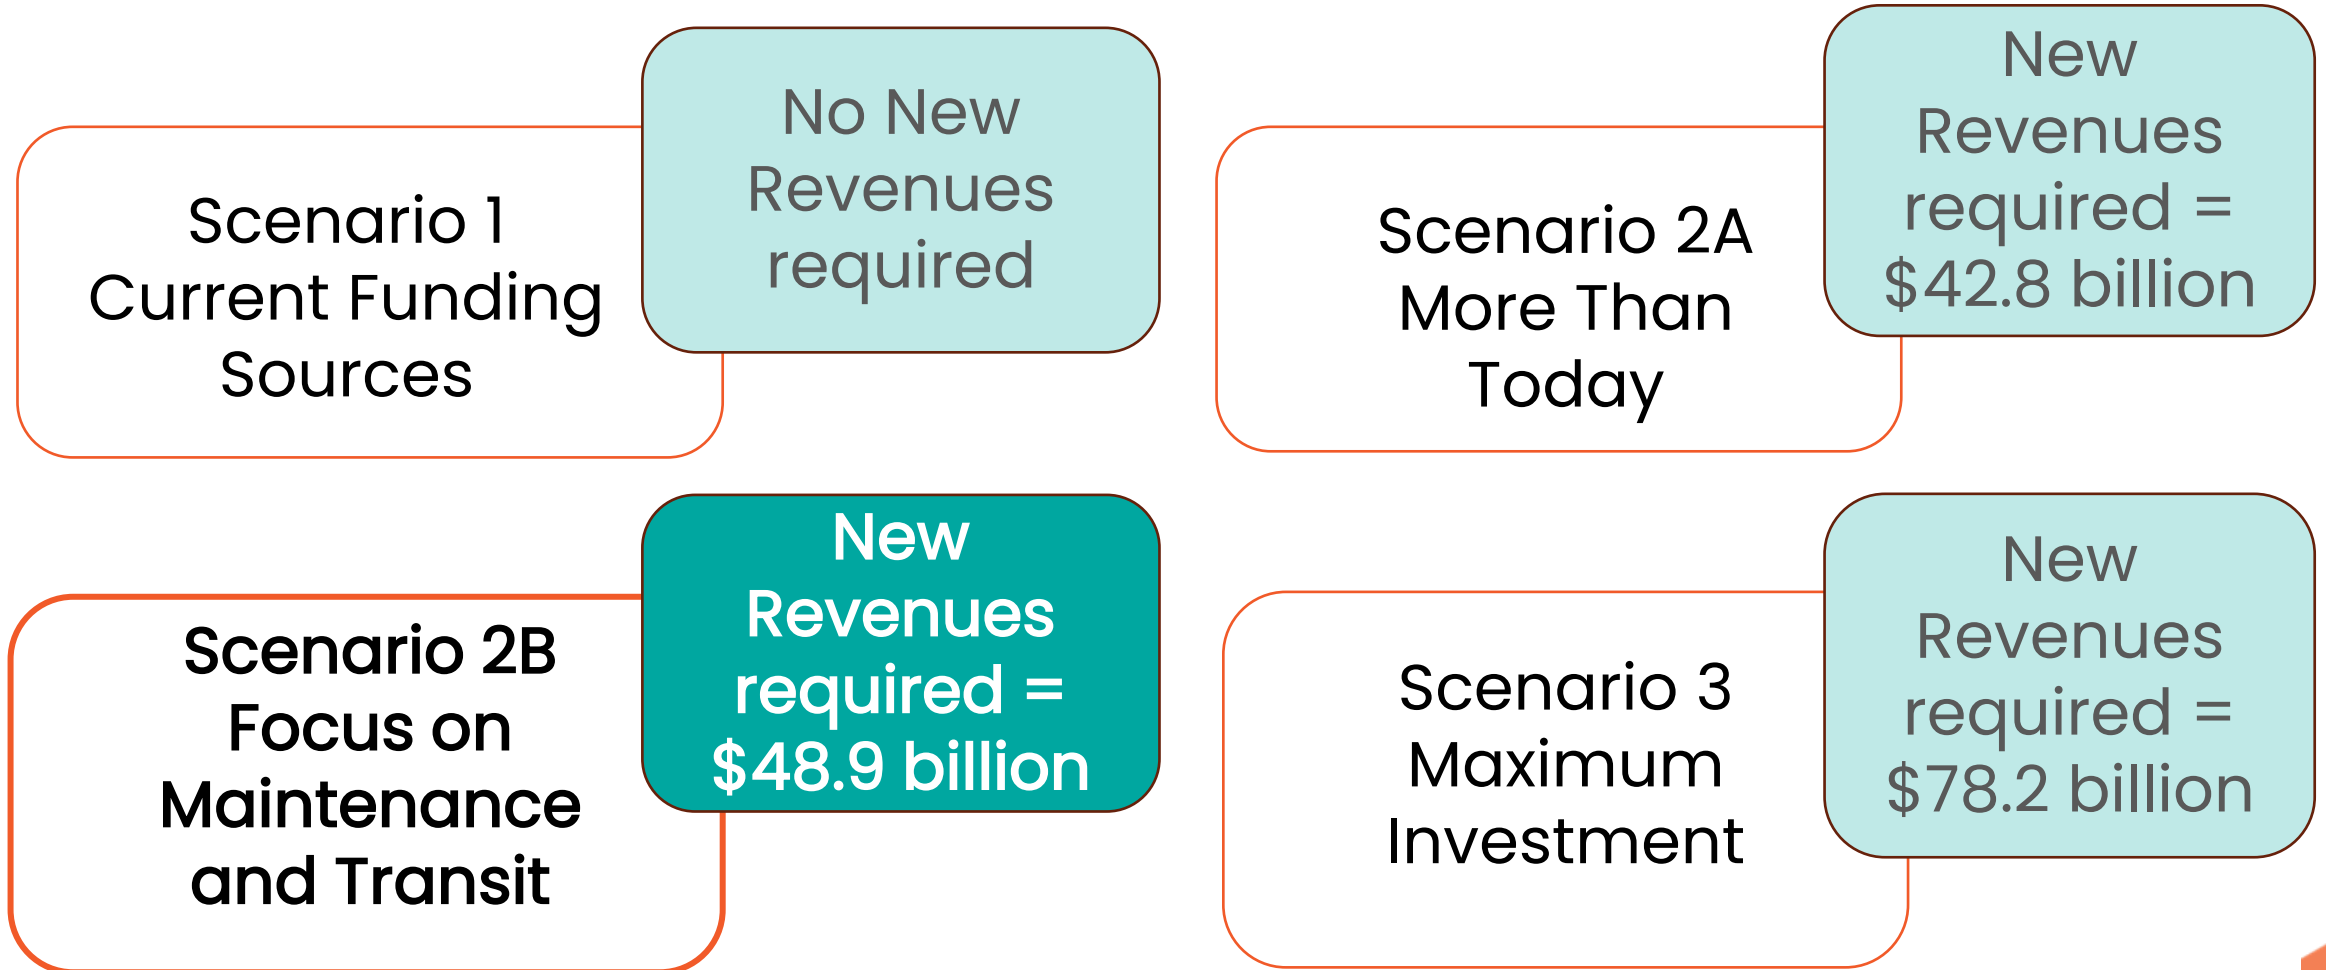 Scenario 1
Current Funding
Sources
No New
Revenues
required
Scenario 2A
More Than
Today
New
Revenues
required =
$42.8 billion
Scenario 2B
Focus on
Maintenance
and Transit
New
Revenues
required =
$48.9 billion
Scenario 3
Maximum
Investment
New
Revenues
required =
$78.2 billion